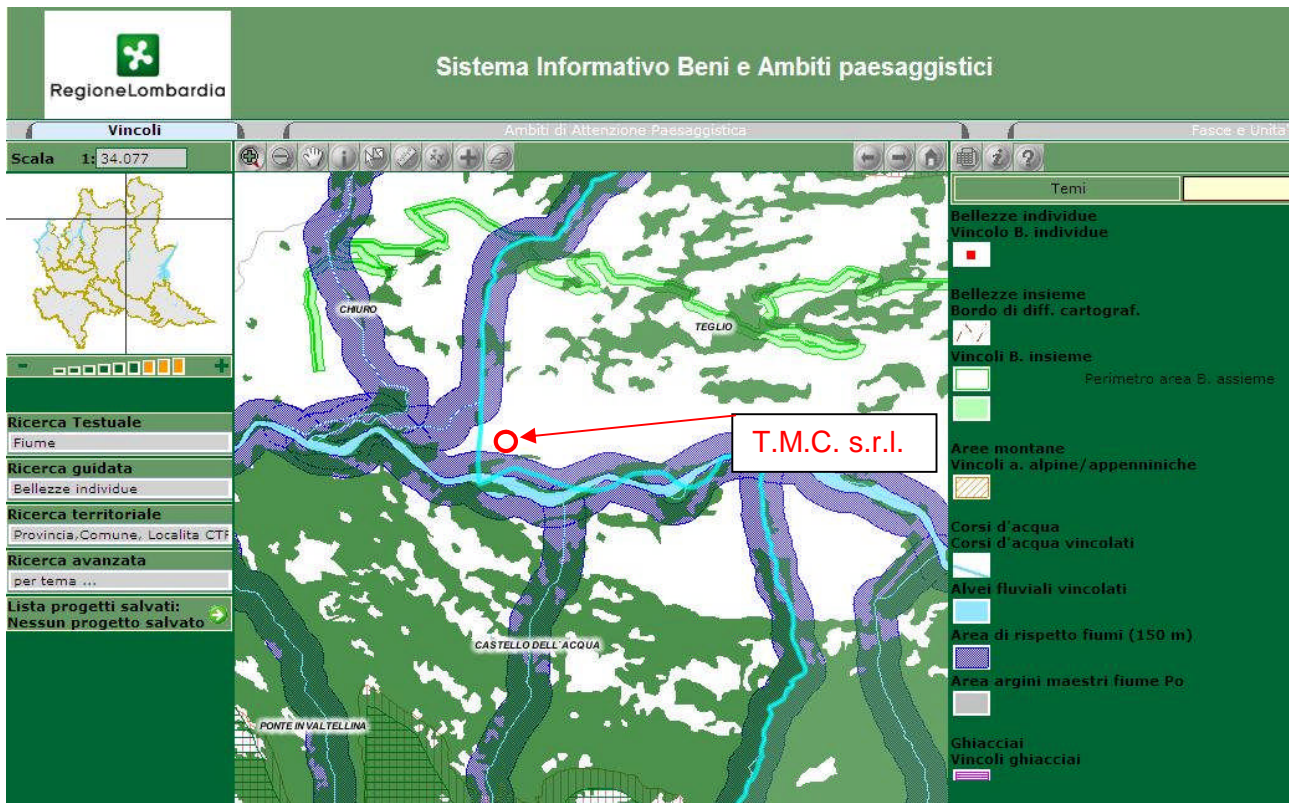 RegioneLombardia
Sistema Informativo Beni e Ambiti paesaggistici
Vincoli
Ambiti di Attenzione Paesaggistica
Fasce e Unita'
Scala 1: 34.077
Temi
Ricerca Testuale
Fiume
Ricerca guidata
Bellezze individue
Ricerca territoriale
Provincia,Comune, Localita CTR
Ricerca avanzata
per tema ...
Lista progetti salvati:
Nessun progetto salvato
CHIURO
TEGLIO
T.M.C. s.r.l.
CASTELLO DELL'ACQUA
PONTE IN VALTELLINA
Bellezze individue
Vincolo B. individue
Bellezze insieme
Bordo di diff. cartograf.
Vincoli B. insieme
Perimetro area B. assieme
Aree montane
Vincoli a. alpine/appenniniche
Corsi d'acqua
Corsi d'acqua vincolati
Alvei fluviali vincolati
Area di rispetto fiumi (150 m)
Area argini maestri fiume Po
Ghiacciai
Vincoli ghiacciai